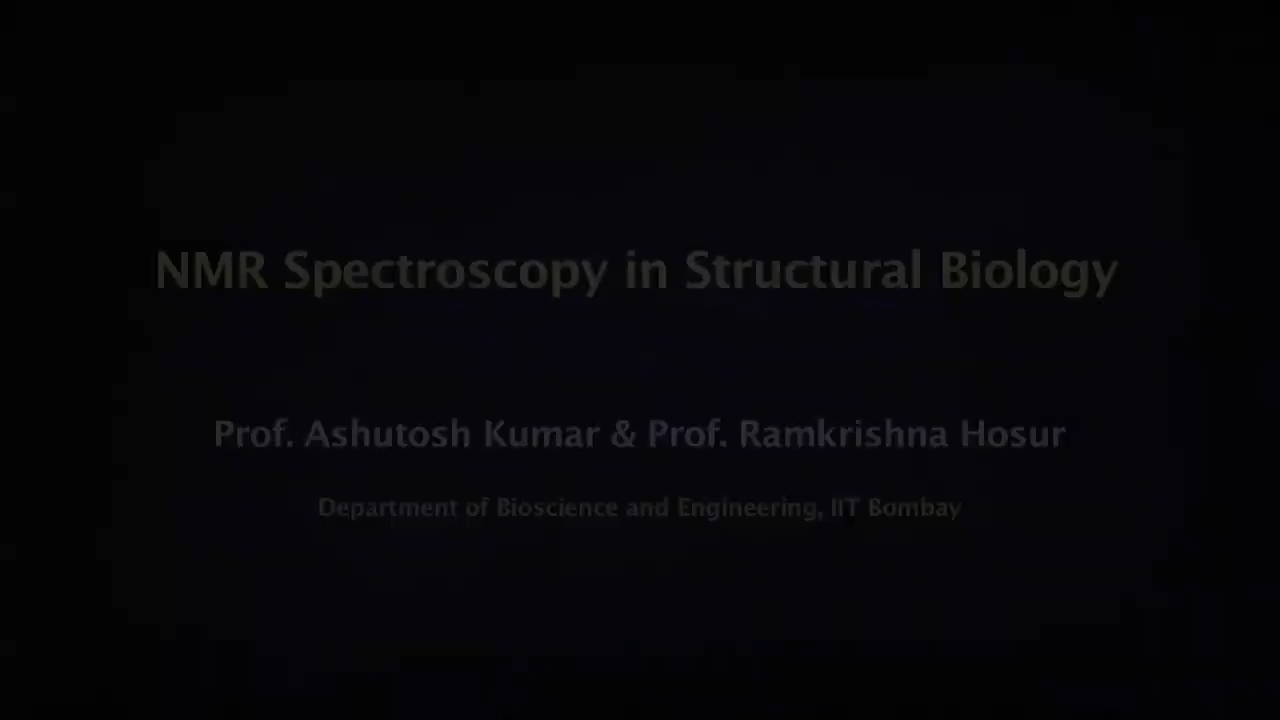 NMR Spectroscopy in Structural Biology
Prof. Ashutosh Kumar & Prof. Ramkrishna Hosur
Department of Bioscience and Engineering, IIT Bombay